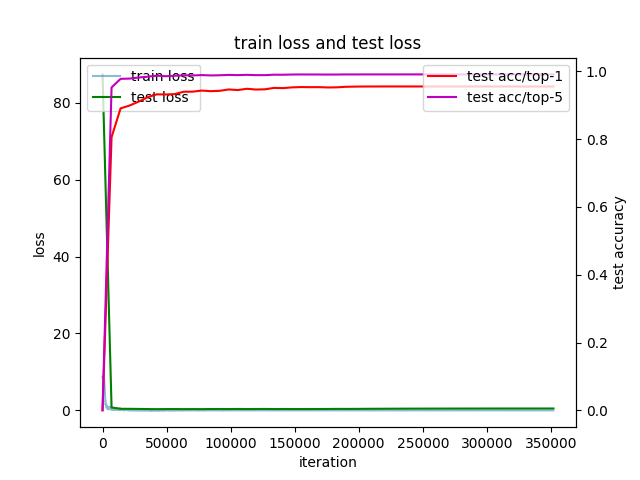 train loss and test loss
train loss
test loss
test acc/top-1
test acc/top-5
80
60
40
20
0
loss
1.0
0.8
0.6
0.4
0.2
0.0
test accuracy
0 50000 100000 150000 200000 250000 300000 350000
iteration